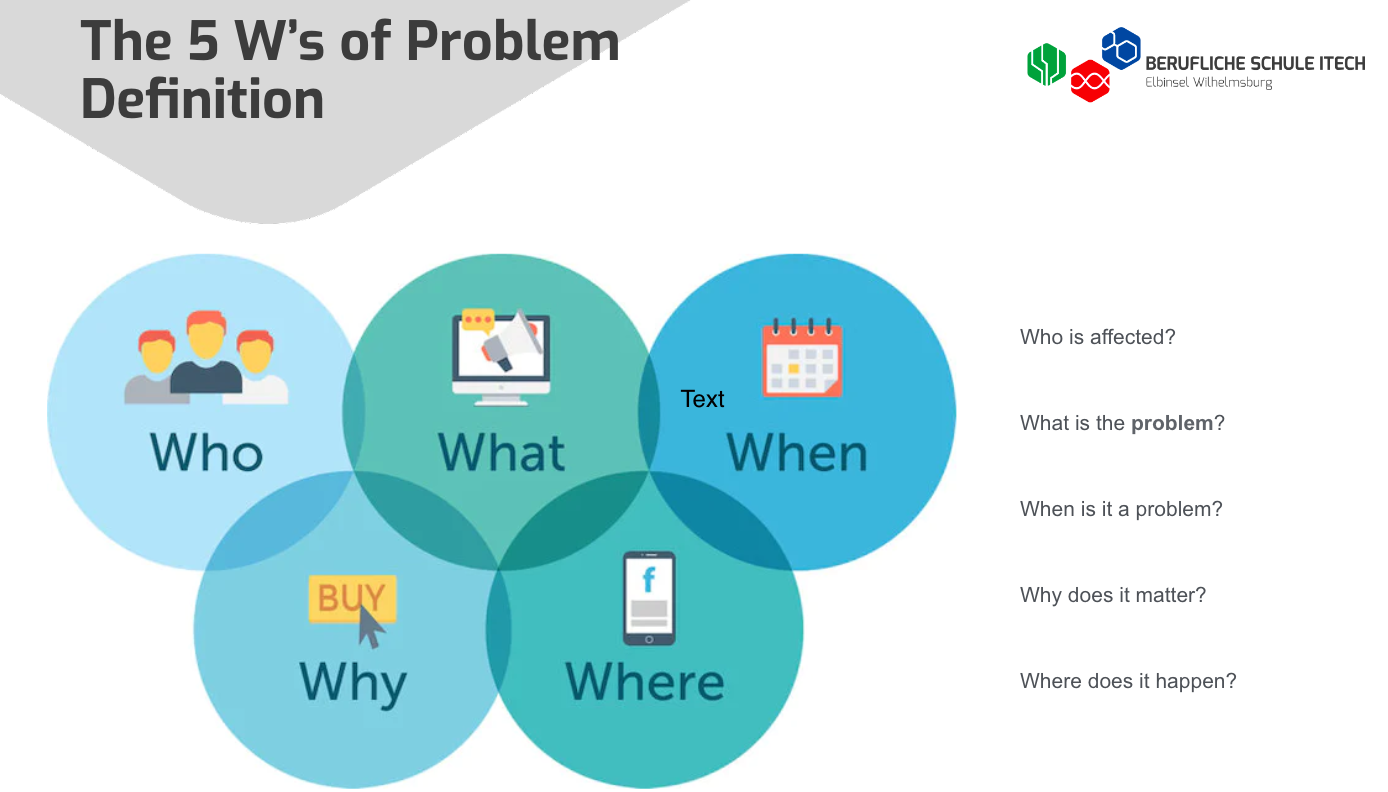 The 5 W’s of Problem
Definition
BERUFLICHE SCHULE ITECH
Elbinsel Wilhelmsburg
Who
What
Text
When
BUY
Why
f
Where
Who is affected?
What is the problem?
When is it a problem?
Why does it matter?
Where does it happen?